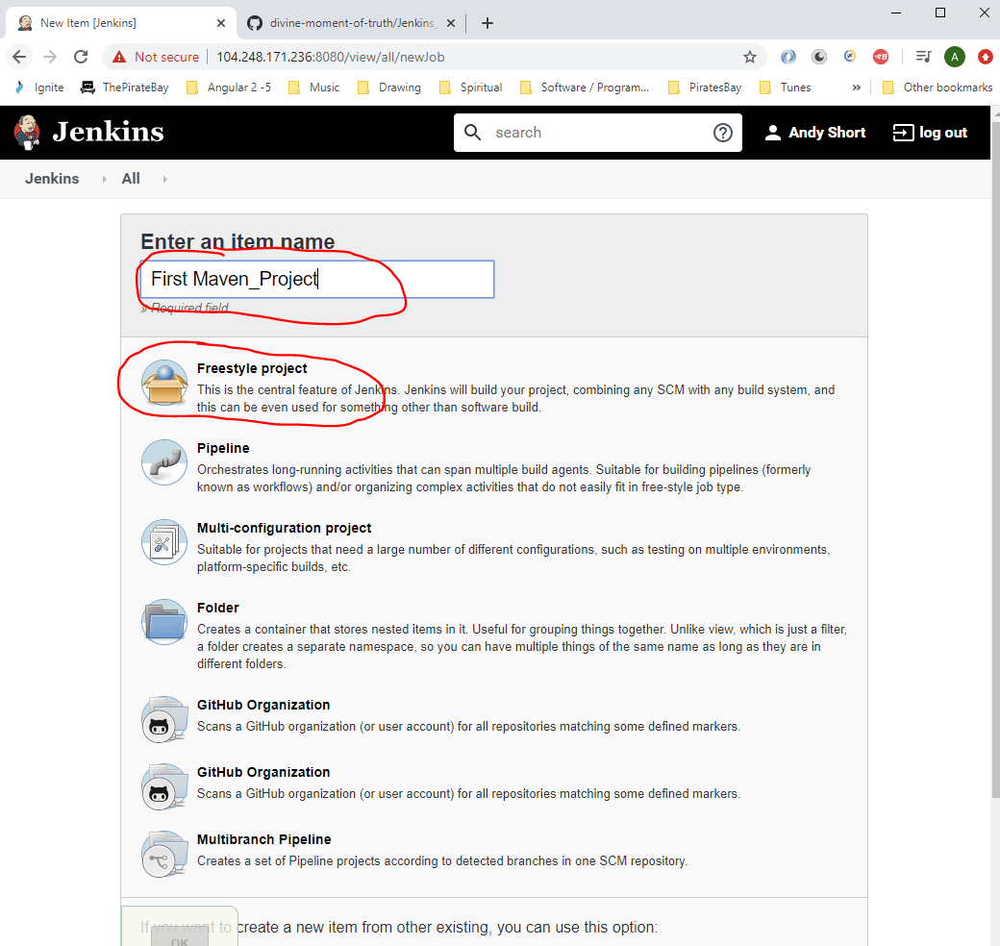 New Item [Jenkins]
divine-moment-of-truth/Jenkins_
Not secure
104.248.171.236:8080/view/all/newJob
A
Ignite
ThePirateBay
Angular 2 -5
Music
Drawing
Spiritual
Software / Program...
PiratesBay
Tunes
»
Other bookmarks
Jenkins
search
Andy Short
log out
Jenkins
All
Enter an item name
First Maven_Project
» Required field
Freestyle project
This is the central feature of Jenkins. Jenkins will build your project, combining any SCM with any build system, and
this can be even used for something other than software build.
Pipeline
Orchestrates long-running activities that can span multiple build agents. Suitable for building pipelines (formerly
known as workflows) and/or organizing complex activities that do not easily fit in free-style job type.
Multi-configuration project
Suitable for projects that need a large number of different configurations, such as testing on multiple environments,
platform-specific builds, etc.
Folder
Creates a container that stores nested items in it. Useful for grouping things together. Unlike view, which is just a filter,
a folder creates a separate namespace, so you can have multiple things of the same name as long as they are in
different folders.
GitHub Organization
Scans a GitHub organization (or user account) for all repositories matching some defined markers.
GitHub Organization
Scans a GitHub organization (or user account) for all repositories matching some defined markers.
Multibranch Pipeline
Creates a set of Pipeline projects according to detected branches in one SCM repository.
If you want to create a new item from other existing, you can use this option:
OK